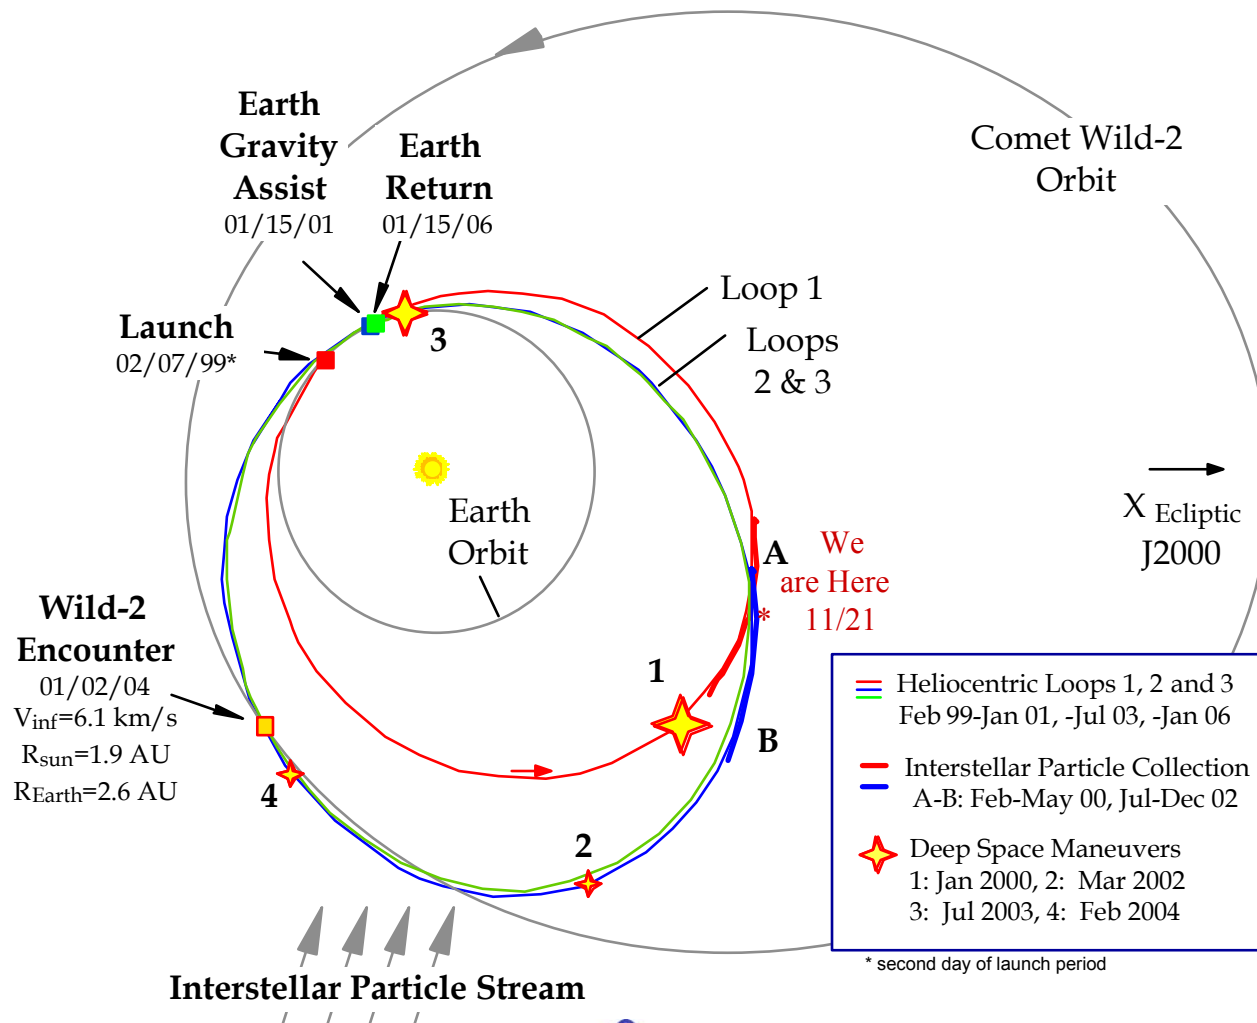 Comet Wild-2
Orbit
Earth
Gravity
Assist
01/15/01
Earth
Return
01/15/06
Launch
02/07/99*
3
Loop 1
Loops
2 & 3
Earth
Orbit
X Ecliptic
J2000
A
We
are Here
* 11/21
Wild-2
Encounter
01/02/04
Vinf=6.1 km/s
Rsun=1.9 AU
REarth=2.6 AU
1
B
4
2
Heliocentric Loops 1, 2 and 3
Feb 99-Jan 01, -Jul 03, -Jan 06
Interstellar Particle Collection
A-B: Feb-May 00, Jul-Dec 02
Deep Space Maneuvers
1: Jan 2000, 2: Mar 2002
3: Jul 2003, 4: Feb 2004
* second day of launch period
Interstellar Particle Stream